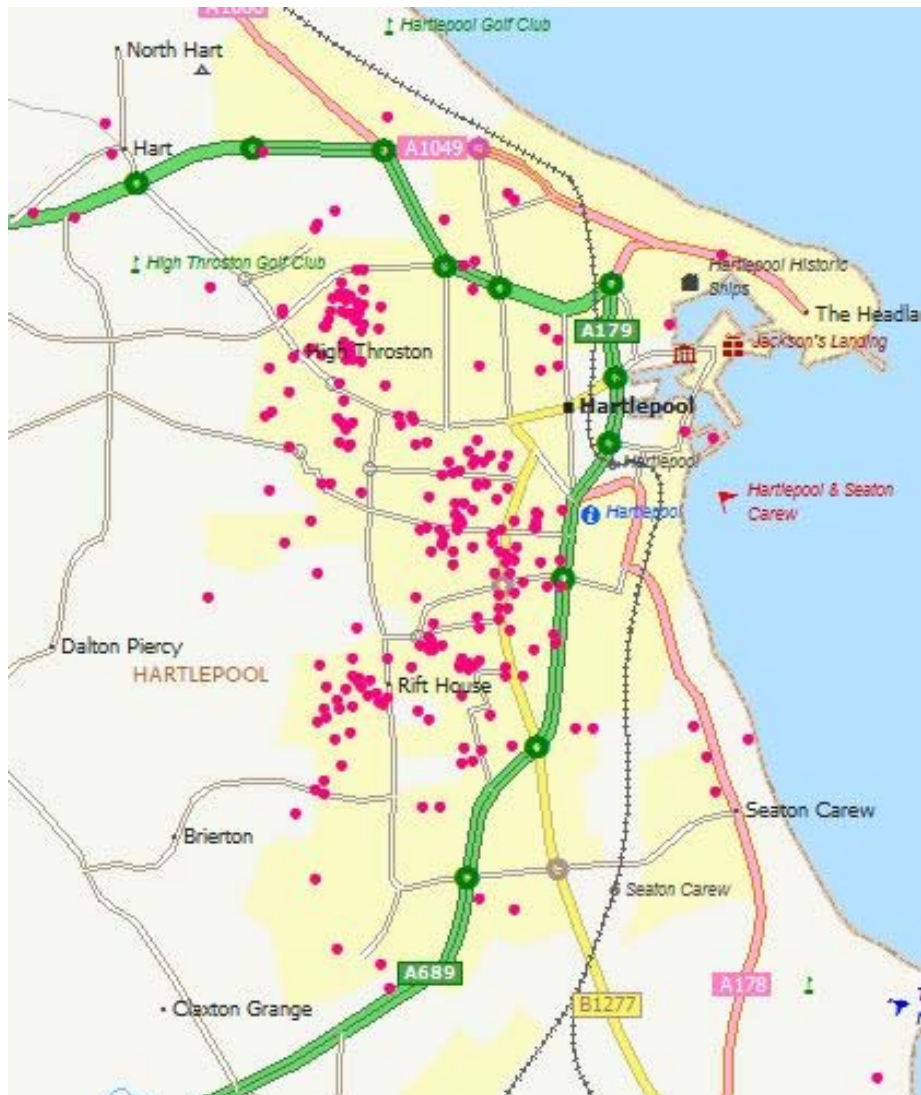 Hartlepool Golf Club
North Hart
Hart
A1049
High Throston Golf Club
Hartlepool Historic
Ships
The Headla
A179
Jackson's Landing
High Throston
Hartlepool
Hartlepool
Hartlepool & Seaton
Carew
Hartlepool
Dalton Piercy
HARTLEPOOL
Rift House
Seaton Carew
Brierton
Seaton Carew
A689
A178
B1277
Claxton Grange